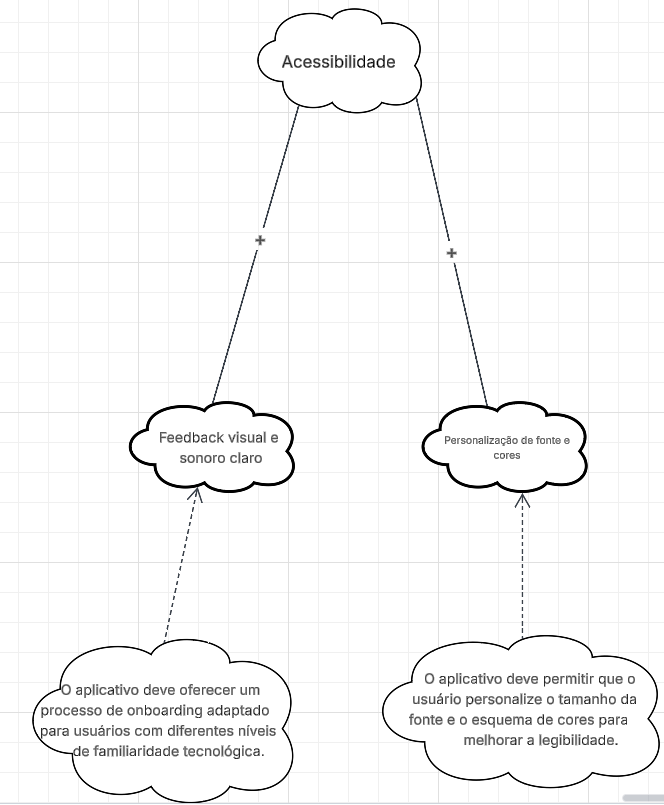 Acessibilidade
+
+
Feedback visual e
sonoro claro
Personalização de fonte e
cores
O aplicativo deve oferecer um
processo de onboarding adaptado
para usuários com diferentes níveis
de familiaridade tecnológica.
O aplicativo deve permitir que o
usuário personalize o tamanho da
fonte e o esquema de cores para
melhorar a legibilidade.